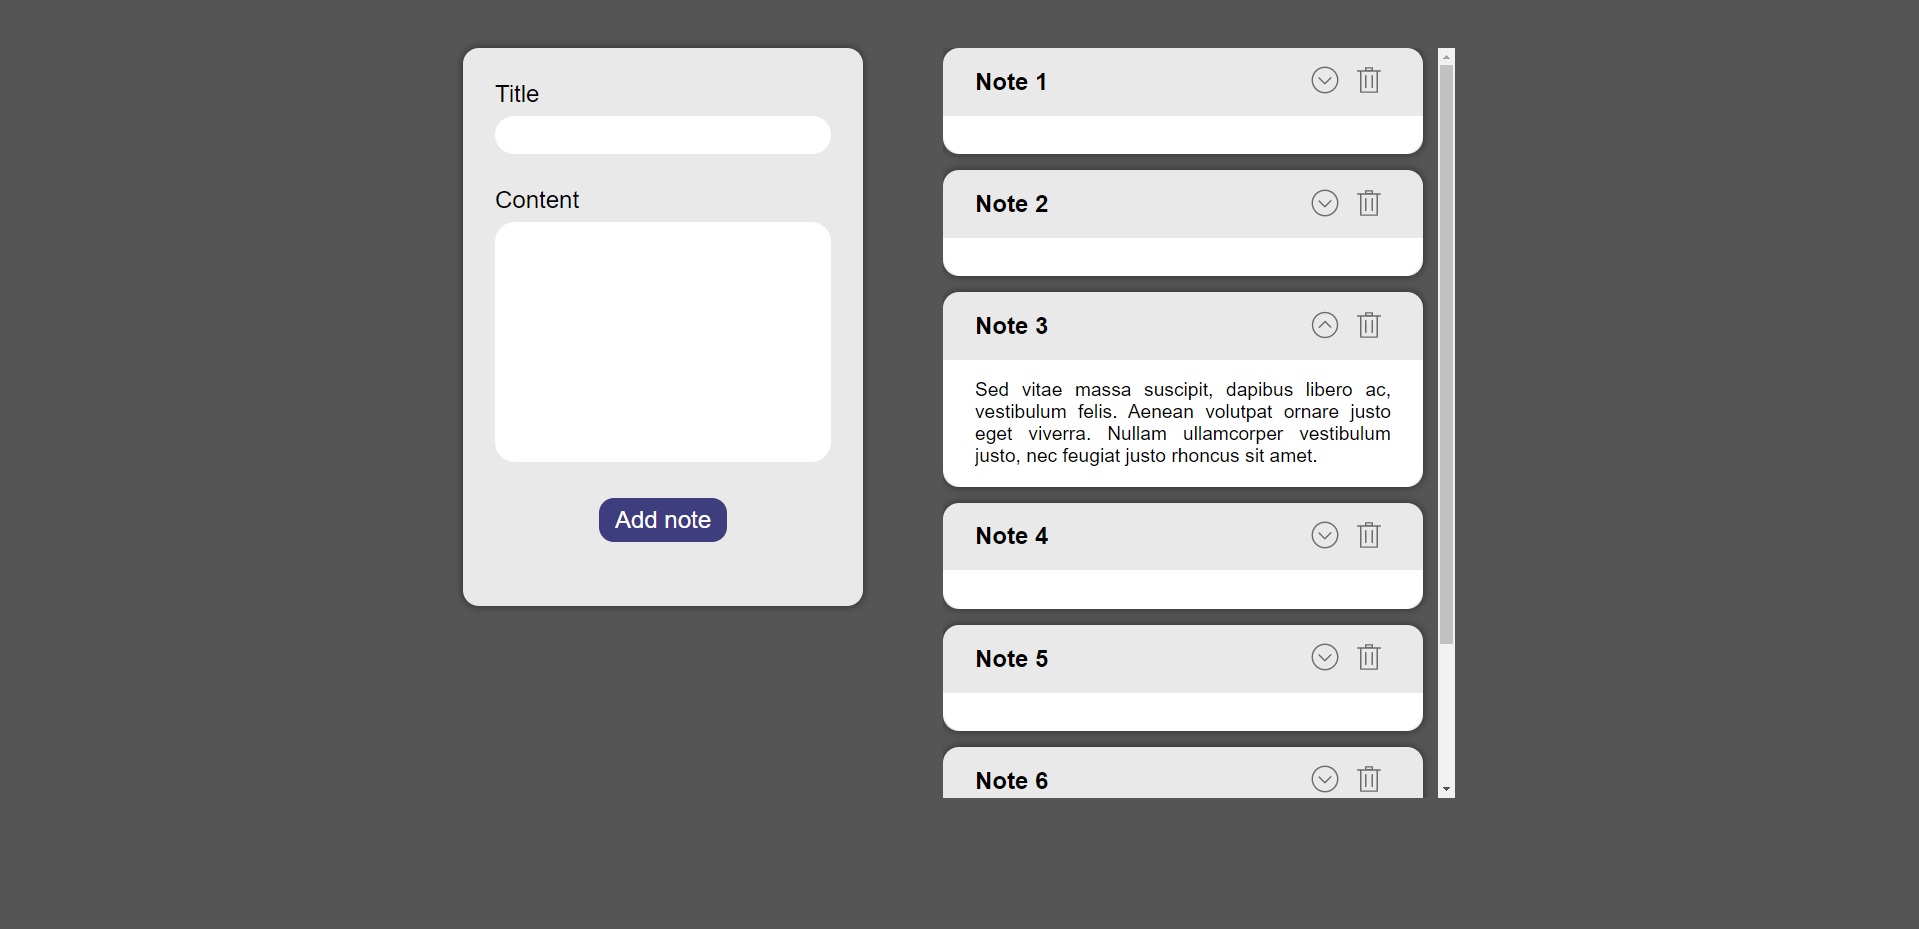 Title
Content
Add note
Note 1
Note 2
Note 3
Sed vitae massa suscipit, dapibus libero ac,
vestibulum felis. Aenean volutpat ornare justo
eget viverra. Nullam ullamcorper vestibulum
justo, nec feugiat justo rhoncus sit amet.
Note 4
Note 5
Note 6